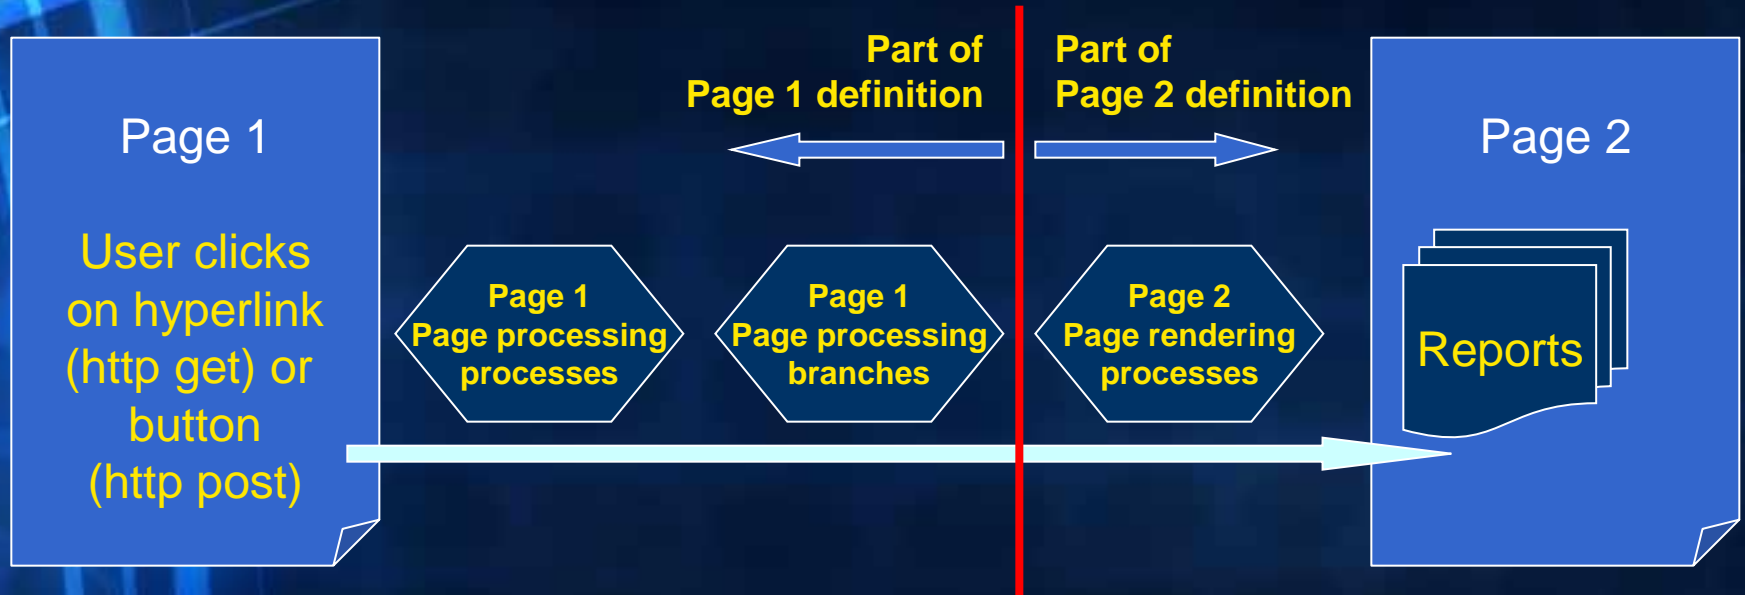 Page 1
User clicks
on hyperlink
(http get) or
button
(http post)
Part of
Page 1 definition
Part of
Page 2 definition
Page 1
Page processing
processes
Page 1
Page processing
branches
Page 2
Page rendering
processes
Page 2
Reports